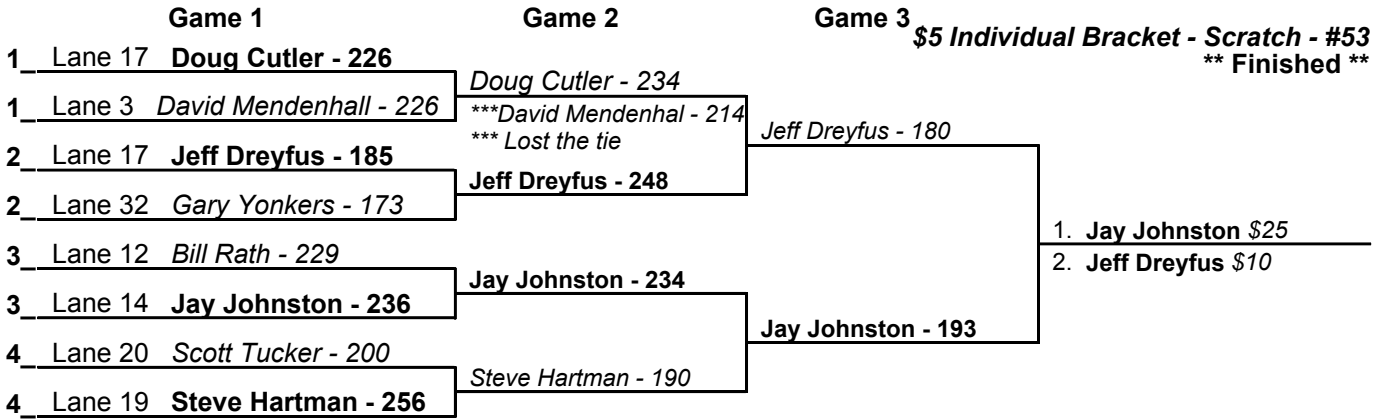 Game 1 Game 2 Game 3
$5 Individual Bracket - Scratch - #53
** Finished **
1_ Lane 17 Doug Cutler - 226
1_ Lane 3 David Mendenhall - 226
2_ Lane 17 Jeff Dreyfus - 185
2_ Lane 32 Gary Yonkers - 173
3_ Lane 12 Bill Rath - 229
3_ Lane 14 Jay Johnston - 236
4_ Lane 20 Scott Tucker - 200
4_ Lane 19 Steve Hartman - 256
Doug Cutler - 234
***David Mendenhal - 214
*** Lost the tie
Jeff Dreyfus - 248
Jay Johnston - 234
Steve Hartman - 190
Jeff Dreyfus - 180
Jay Johnston - 193
1. Jay Johnston $25
2. Jeff Dreyfus $10